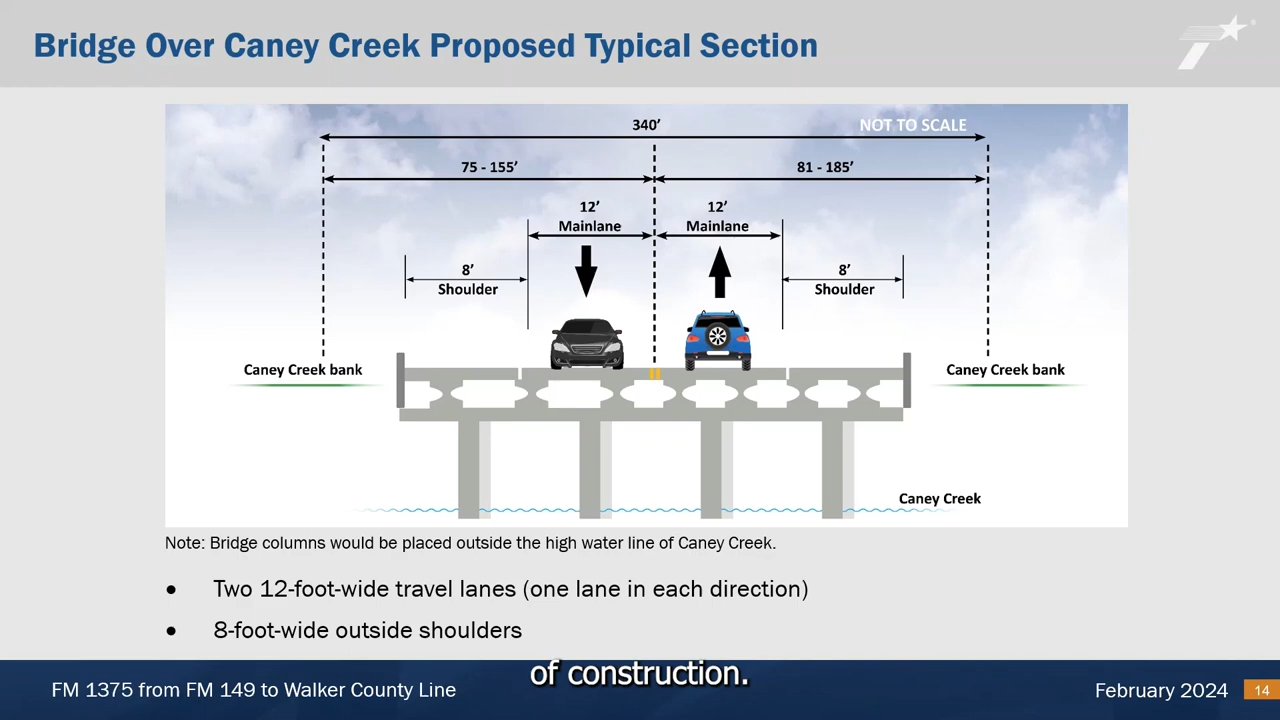 Bridge Over Caney Creek Proposed Typical Section
340’
NOT TO SCALE
75 - 155’
81 - 185’
12’
Mainlane
12’
Mainlane
8’
Shoulder
8’
Shoulder
Caney Creek bank
Caney Creek bank
Caney Creek
Note: Bridge columns would be placed outside the high water line of Caney Creek.
• Two 12-foot-wide travel lanes (one lane in each direction)
• 8-foot-wide outside shoulders
of construction.
FM 1375 from FM 149 to Walker County Line
February 2024
14